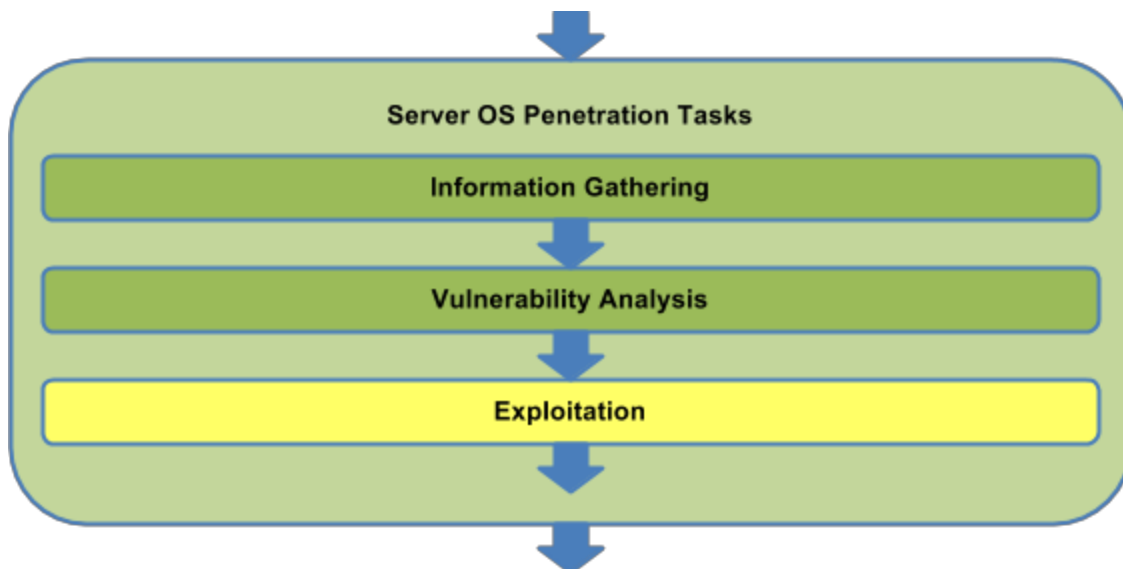 Server OS Penetration Tasks
Information Gathering
Vulnerability Analysis
Exploitation